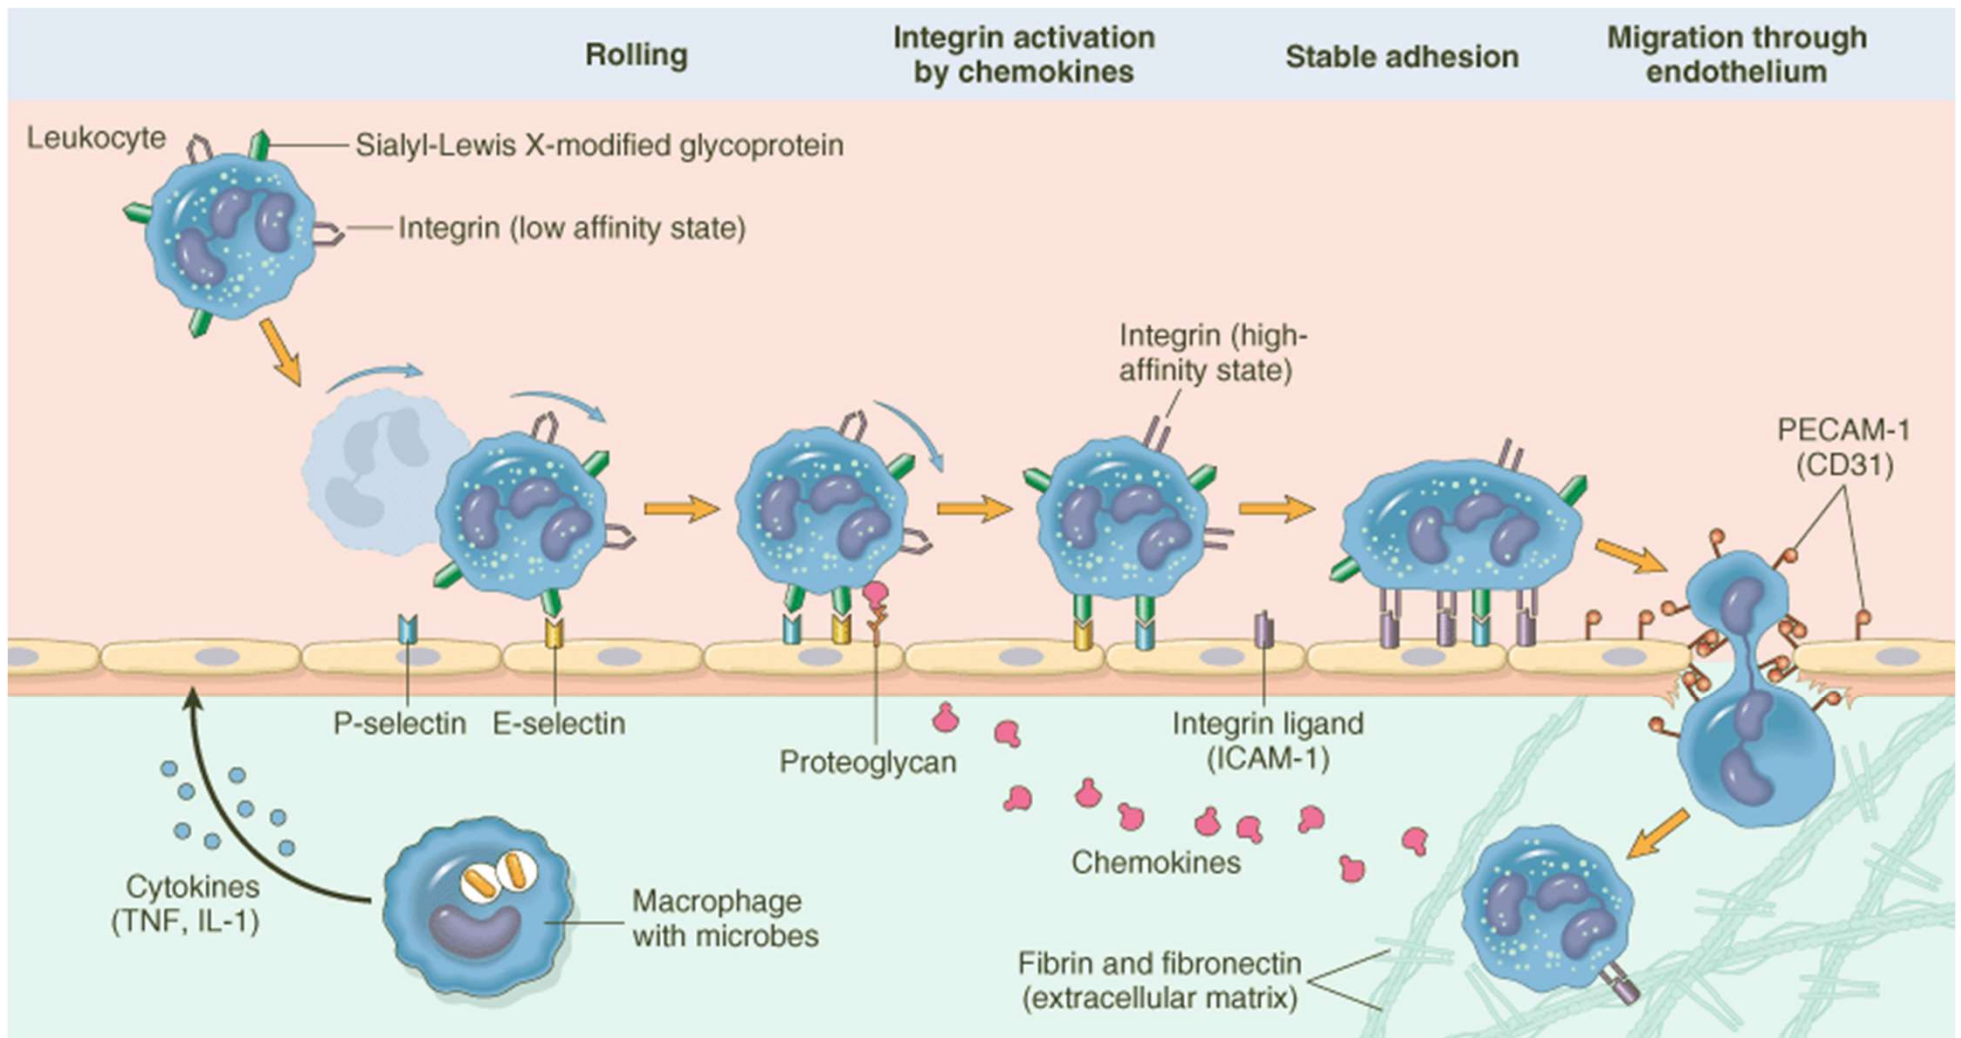 Rolling
Integrin activation
by chemokines
Stable adhesion
Migration through
endothelium
Leukocyte
Sialyl-Lewis X-modified glycoprotein
Integrin (low affinity state)
Integrin (high-
affinity state)
PECAM-1
(CD31)
P-selectin
E-selectin
Proteoglycan
Integrin ligand
(ICAM-1)
Chemokines
Cytokines
(TNF, IL-1)
Macrophage
with microbes
Fibrin and fibronectin
(extracellular matrix)